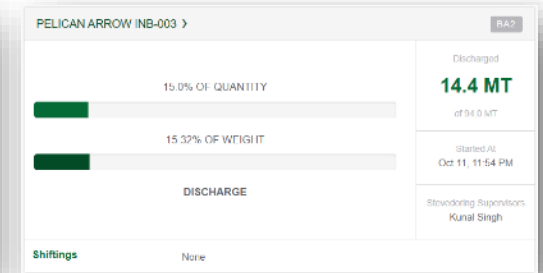 PELICAN ARROW INB-003 >
BA2
15.0% OF QUANTITY
15.32% OF WEIGHT
DISCHARGE
Discharged
14.4 MT
of 94.0 MT
Started At
Oct 11, 11:54 PM
Stevedoring Supervisors
Kunal Singh
Shiftings
None